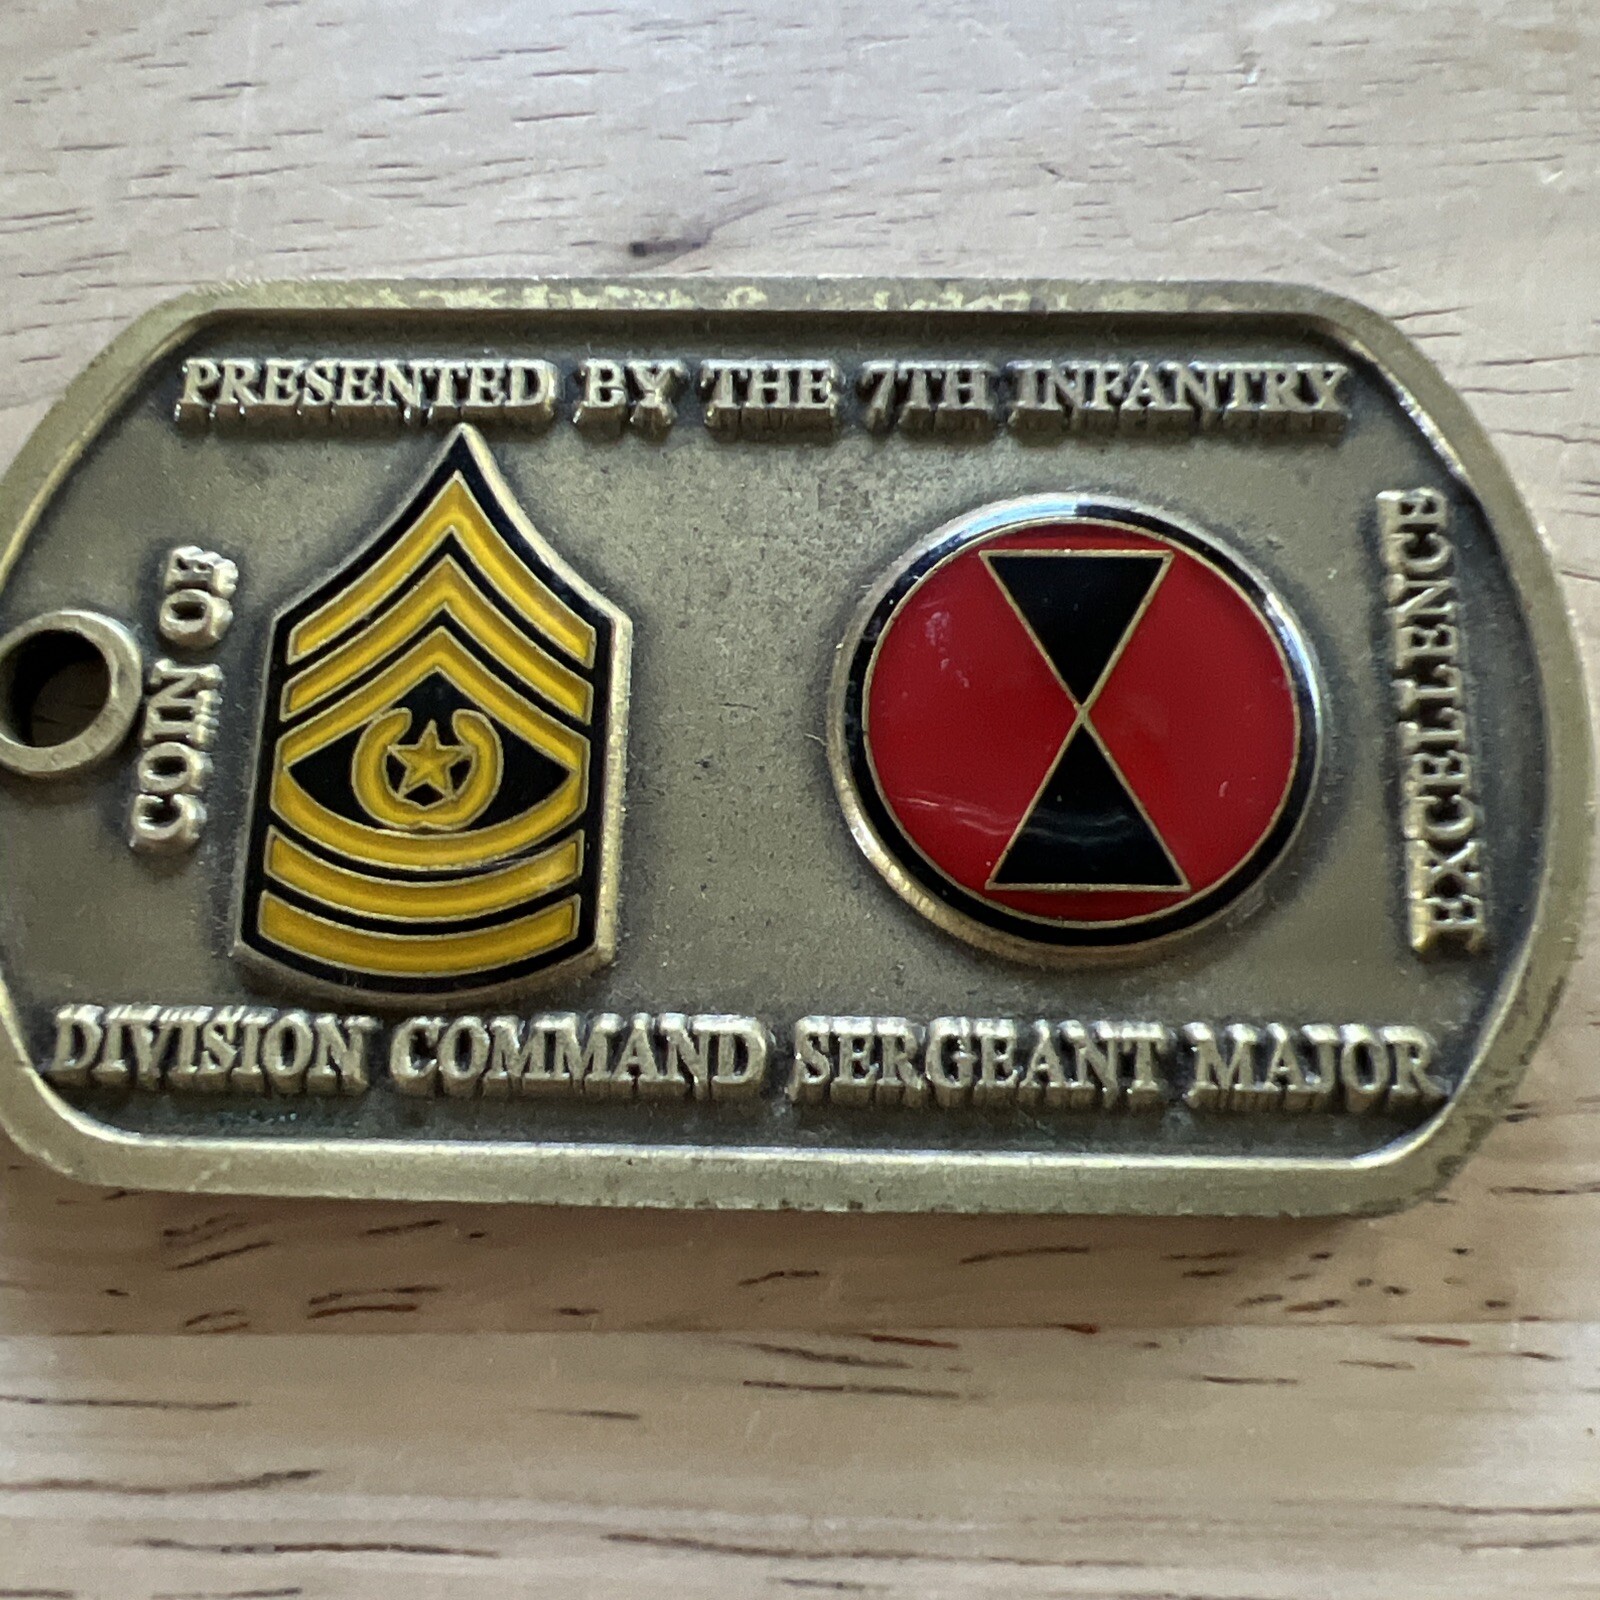 PRESENTED BY THE 7TH INFANTRY
COIN OF
EXCELLENCE
DIVISION COMMAND SERGEANT MAJOR